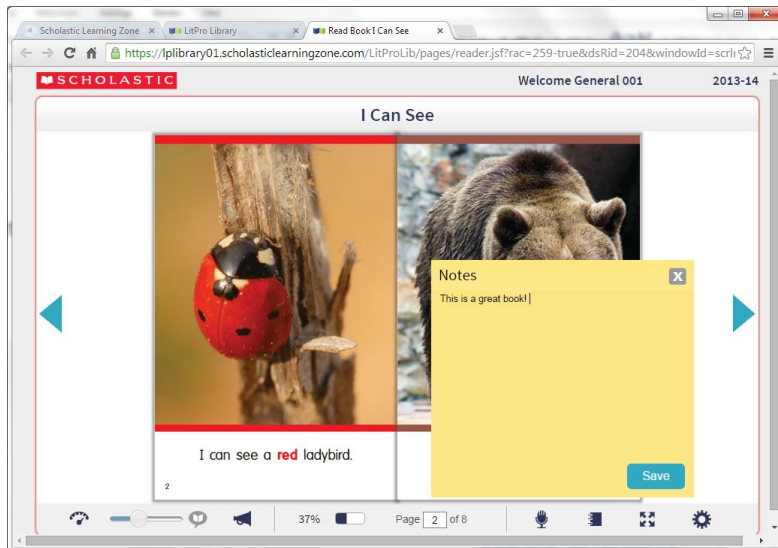 Scholastic Learning Zone
LitPro Library
Read Book I Can See
https://lplibrary01.scholasticlearningzone.com/LitProLib/pages/reader.jsf?rac=259-true&dsRid=204&windowId=scrl
SCHOLASTIC
Welcome General 001
2013-14
I Can See
Notes
This is a great book!
Save
I can see a red ladybird.
2
37%
Page 2 of 8